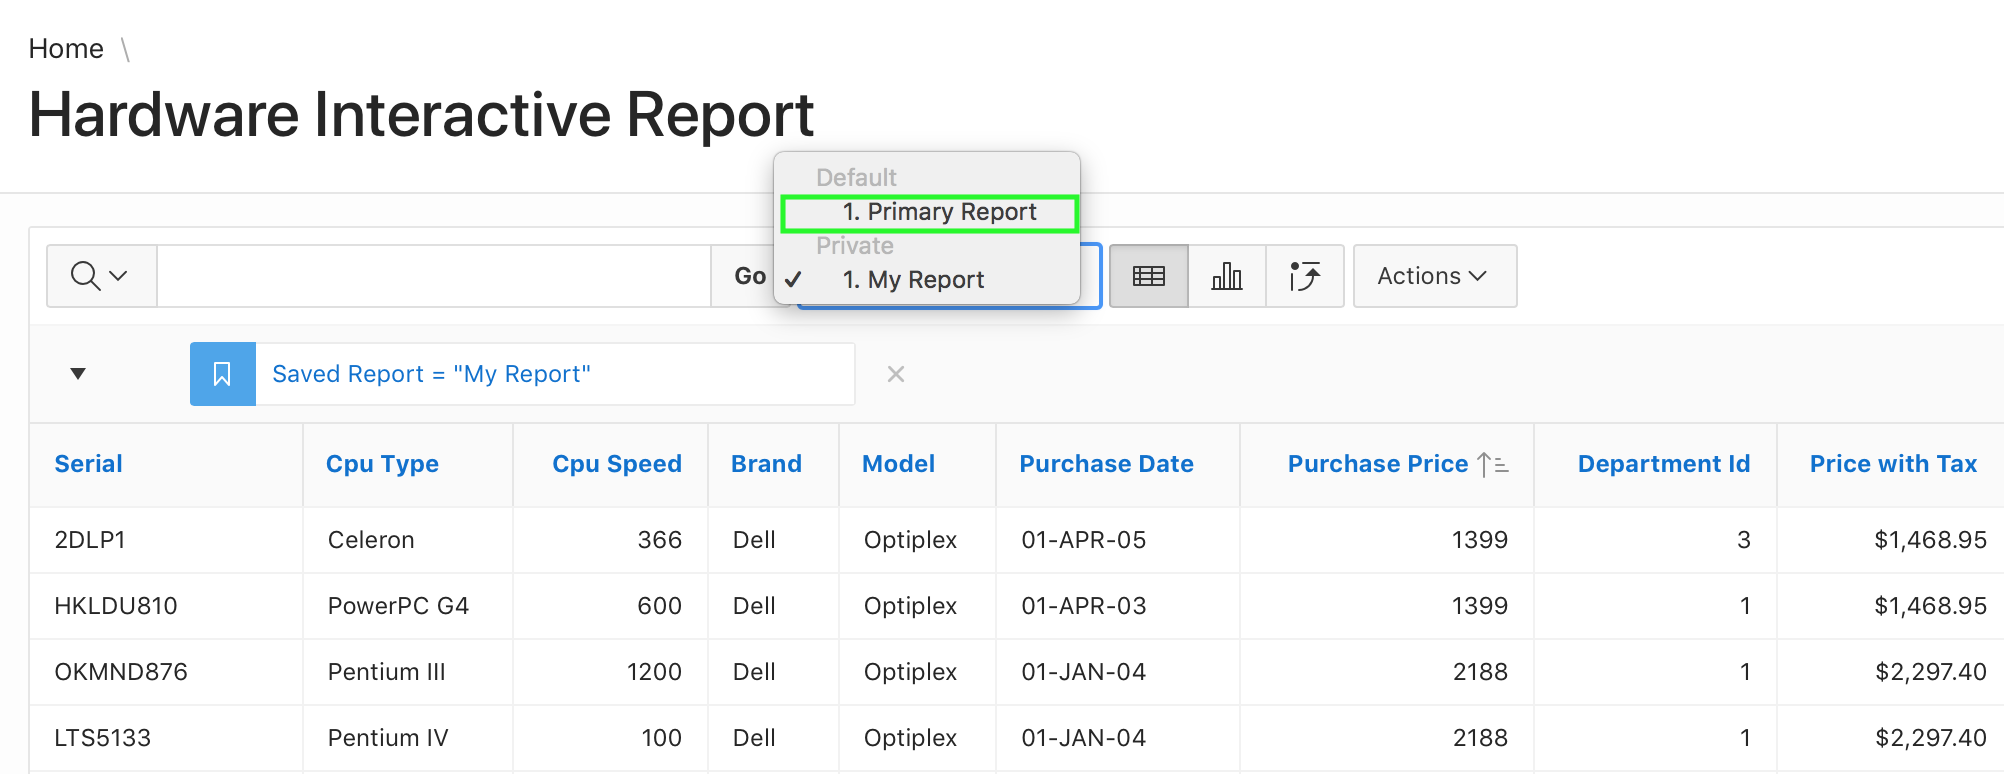 Home \
Hardware Interactive Report
Default
1. Primary Report
Private
✓ 1. My Report
Go
Actions
Saved Report = "My Report"
Serial Cpu Type Cpu Speed Brand Model Purchase Date Purchase Price Department Id Price with Tax
2DLP1 Celeron 366 Dell Optiplex 01-APR-05 1399 3 $1,468.95
HKLDU810 PowerPC G4 600 Dell Optiplex 01-APR-03 1399 1 $1,468.95
OKMND876 Pentium III 1200 Dell Optiplex 01-JAN-04 2188 1 $2,297.40
LTS5133 Pentium IV 100 Dell Optiplex 01-JAN-04 2188 1 $2,297.40